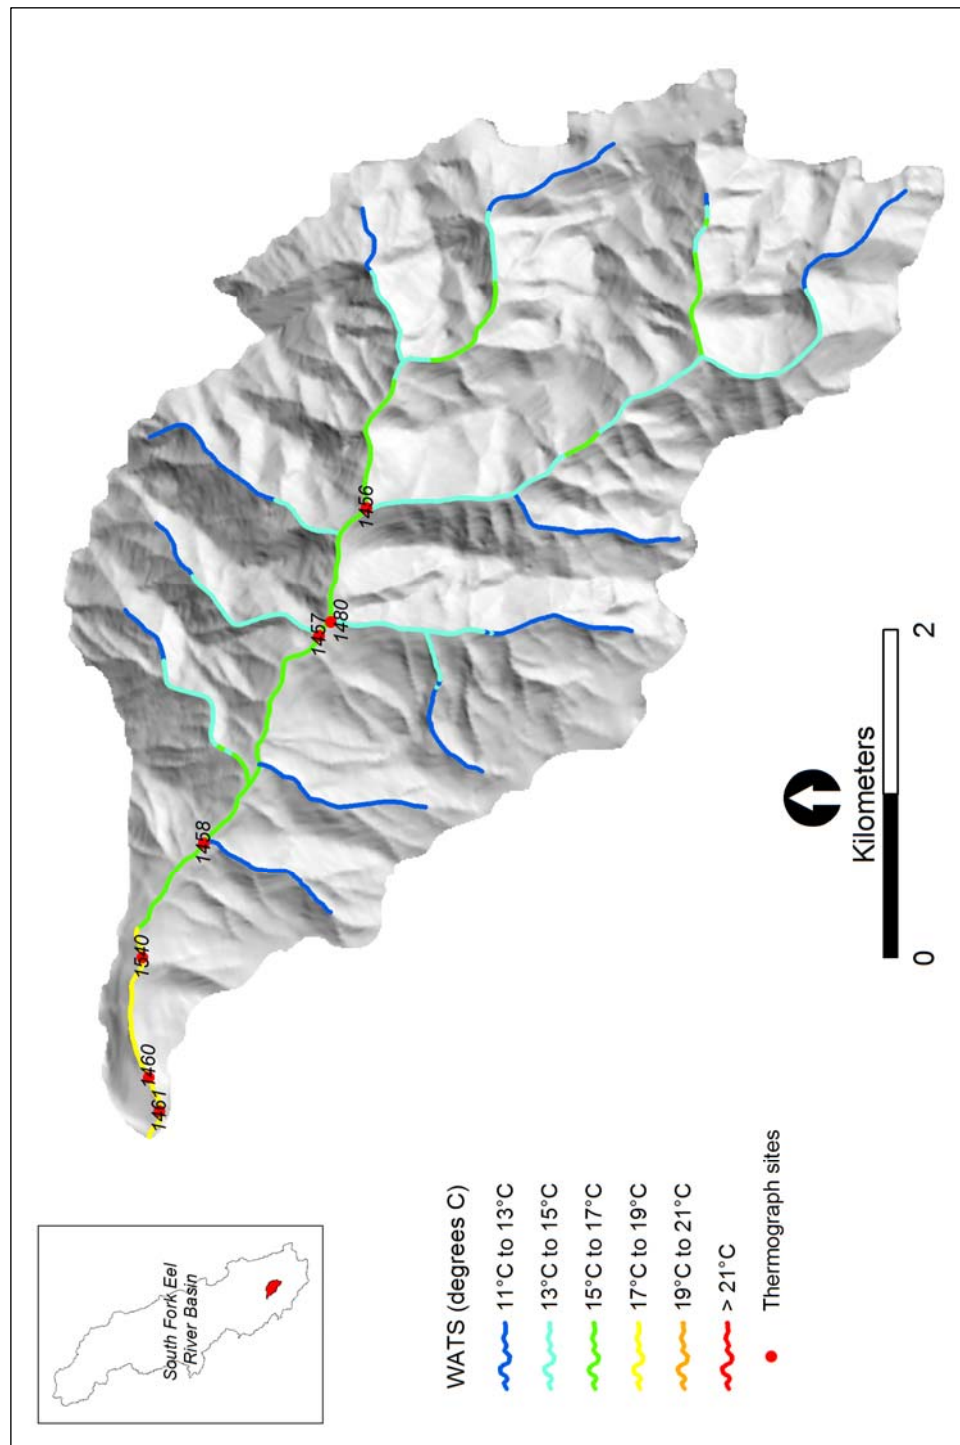 South Fork Eel
River Basin
1461
1460
1540
1458
1457
1480
1456
WATS (degrees C)
11°C to 13°C
13°C to 15°C
15°C to 17°C
17°C to 19°C
19°C to 21°C
> 21°C
Thermograph sites
Kilometers
0 2